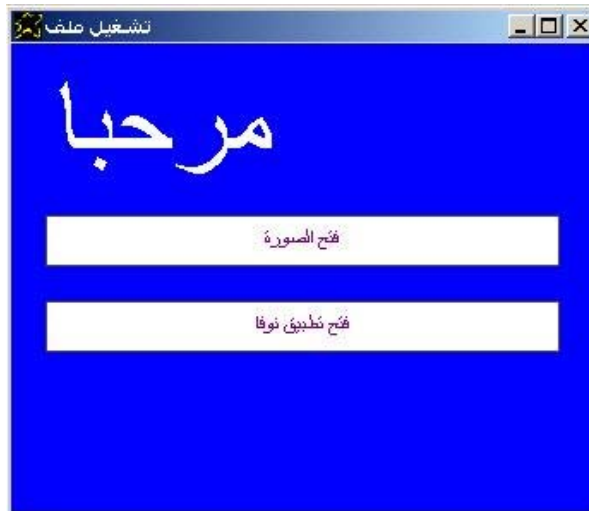 تشغيل ملف
مرحبا
فتح الصورة
فتح تطبيق نوفا